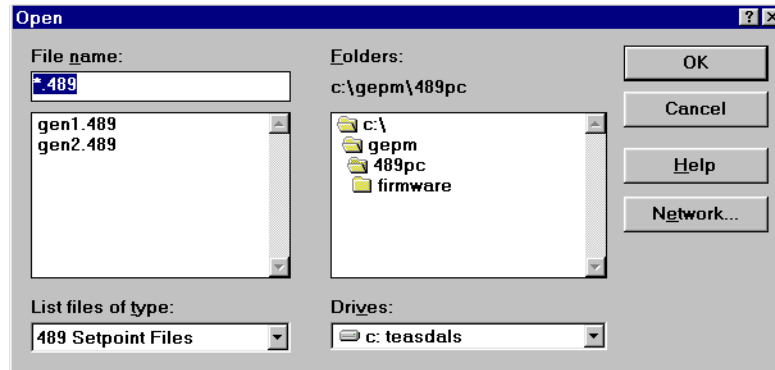 Open
File name:
*.489
gen1.489
gen2.489
List files of type:
489 Setpoint Files
Folders:
c:\gepm\489pc
c:\
gepm
489pc
firmware
Drives:
c: teasdals
OK
Cancel
Help
Network...